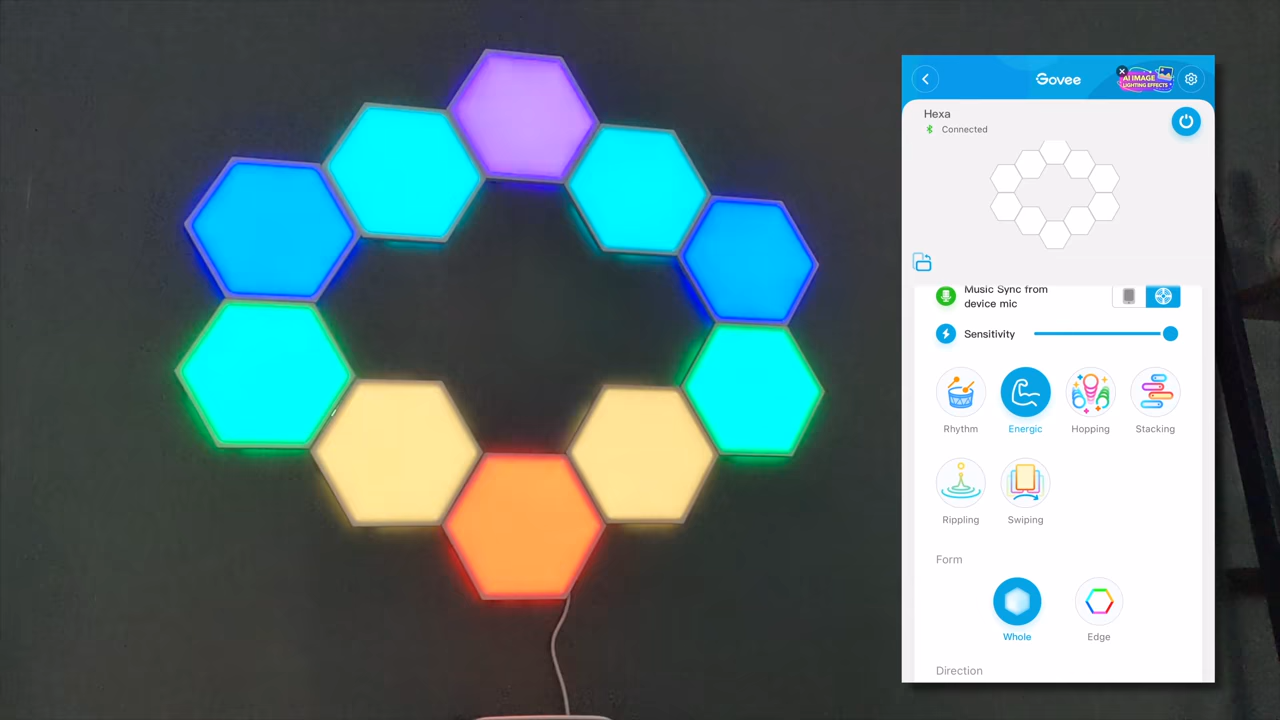 Govee
AI IMAGE
LIGHTING EFFECTS
Hexa
Connected
Music Sync from
device mic
Sensitivity
Rhythm
Energic
Hopping
Stacking
Rippling
Swiping
Form
Whole
Edge
Direction